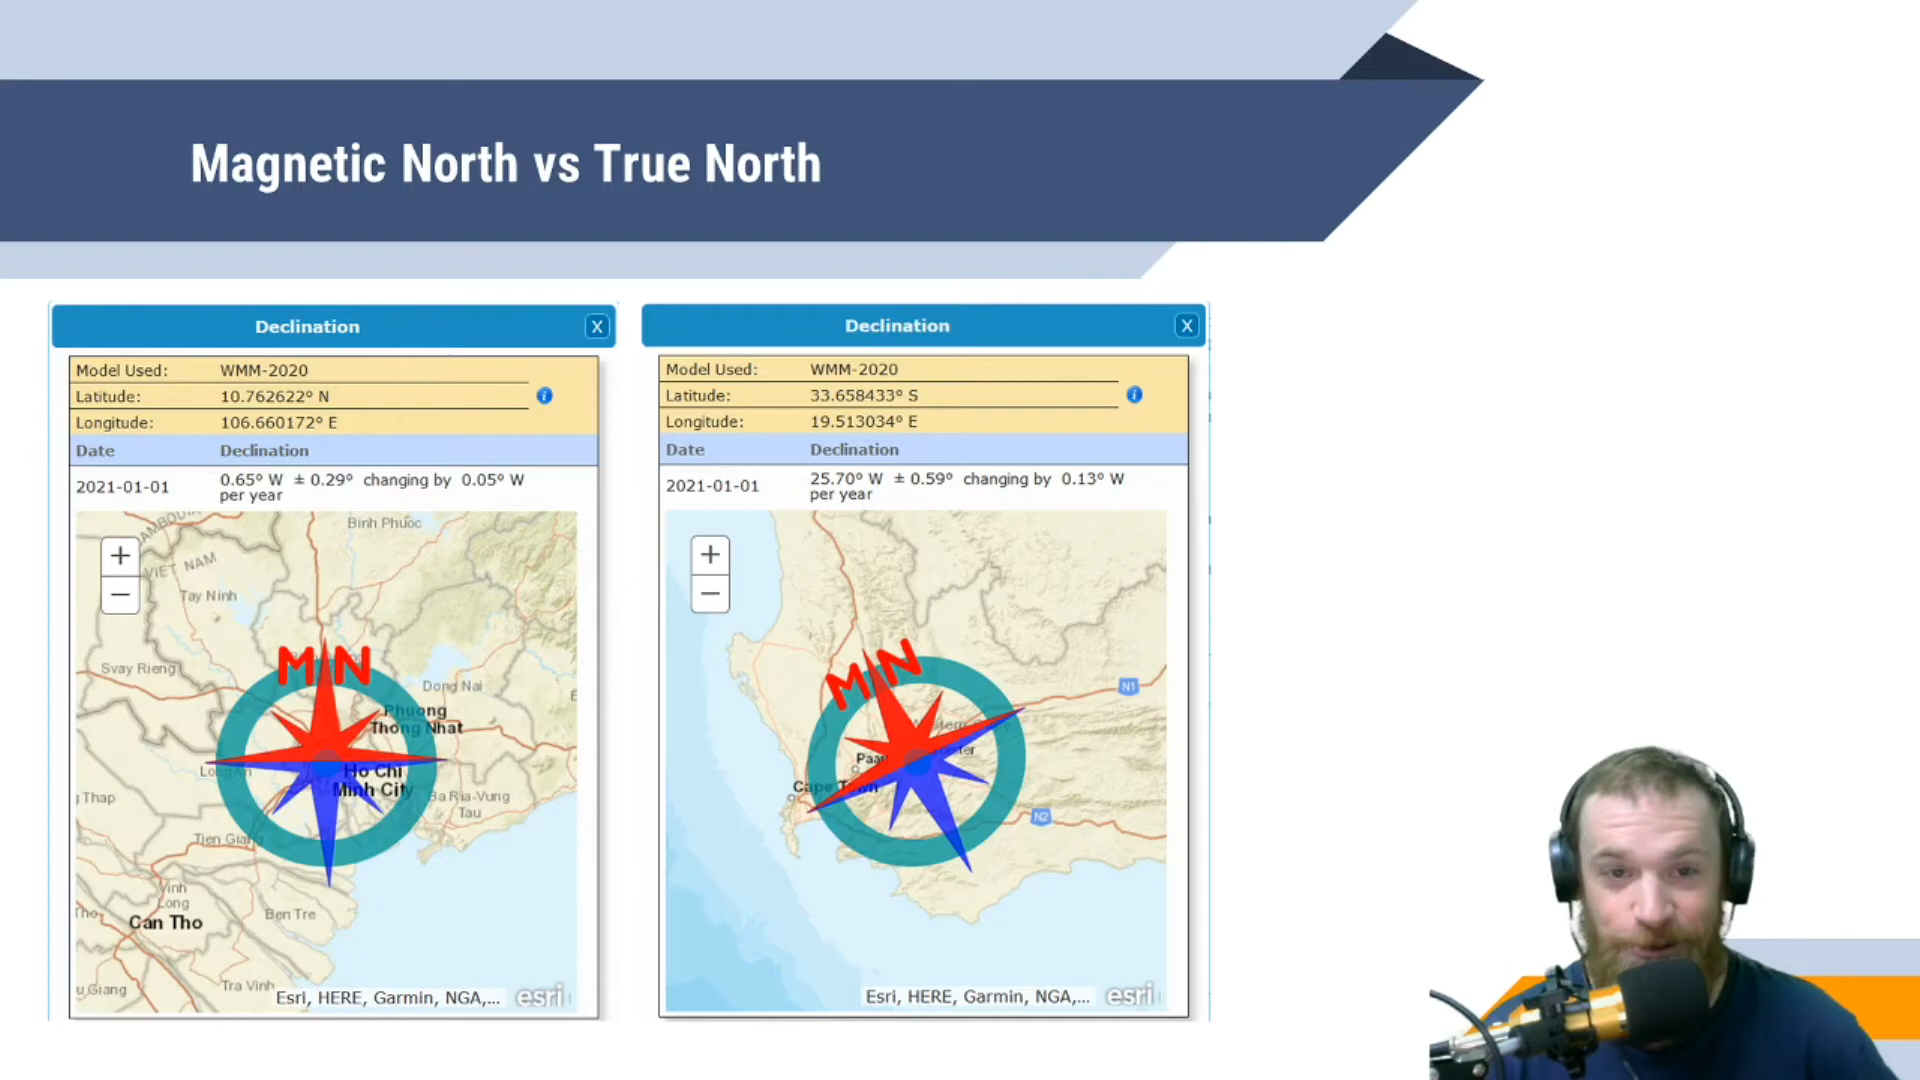 Magnetic North vs True North
Declination X
Model Used: WMM-2020
Latitude: 10.762622° N
Longitude: 106.660172° E
Date Declination
2021-01-01 0.65° W ± 0.29° changing by 0.05° W
per year
Binh Phuoc
VIET NAM
Tay Ninh
M N
Svay Rieng
Dong Nai
Phuong
Thong Nhat
Ho Chi
Minh City
Ba Ria-Vung
Tau
Tien Giang
Vinh
Long
Can Tho
Ben Tre
Tra Vinh
Esri, HERE, Garmin, NGA,... esri
Declination X
Model Used: WMM-2020
Latitude: 33.658433° S
Longitude: 19.513034° E
Date Declination
2021-01-01 25.70° W ± 0.59° changing by 0.13° W
per year
M N
N1
Cape Town
N2
Esri, HERE, Garmin, NGA,... esri